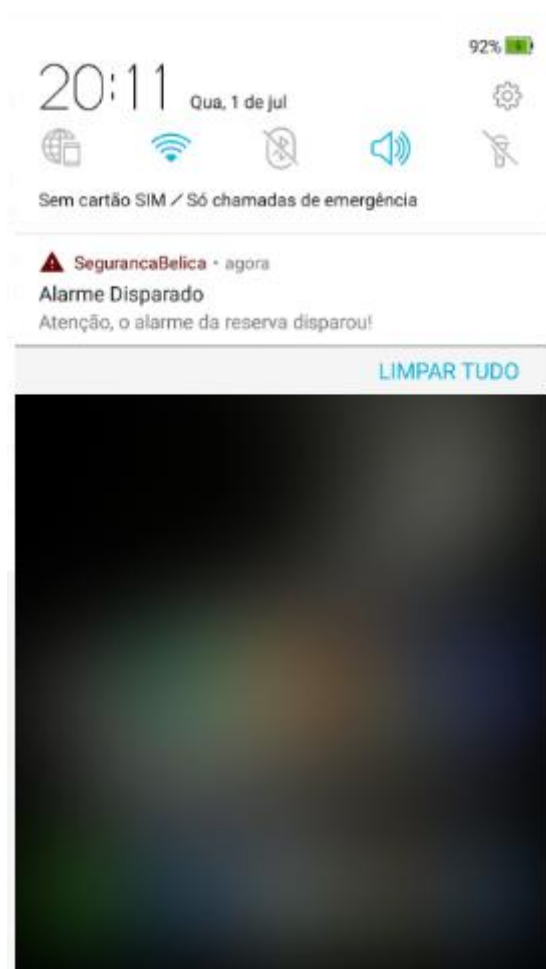 92%
20:11 Qua, 1 de jul
Sem cartão SIM / Só chamadas de emergência
SegurancaBelica • agora
Alarme Disparado
Atenção, o alarme da reserva disparou!
LIMPAR TUDO